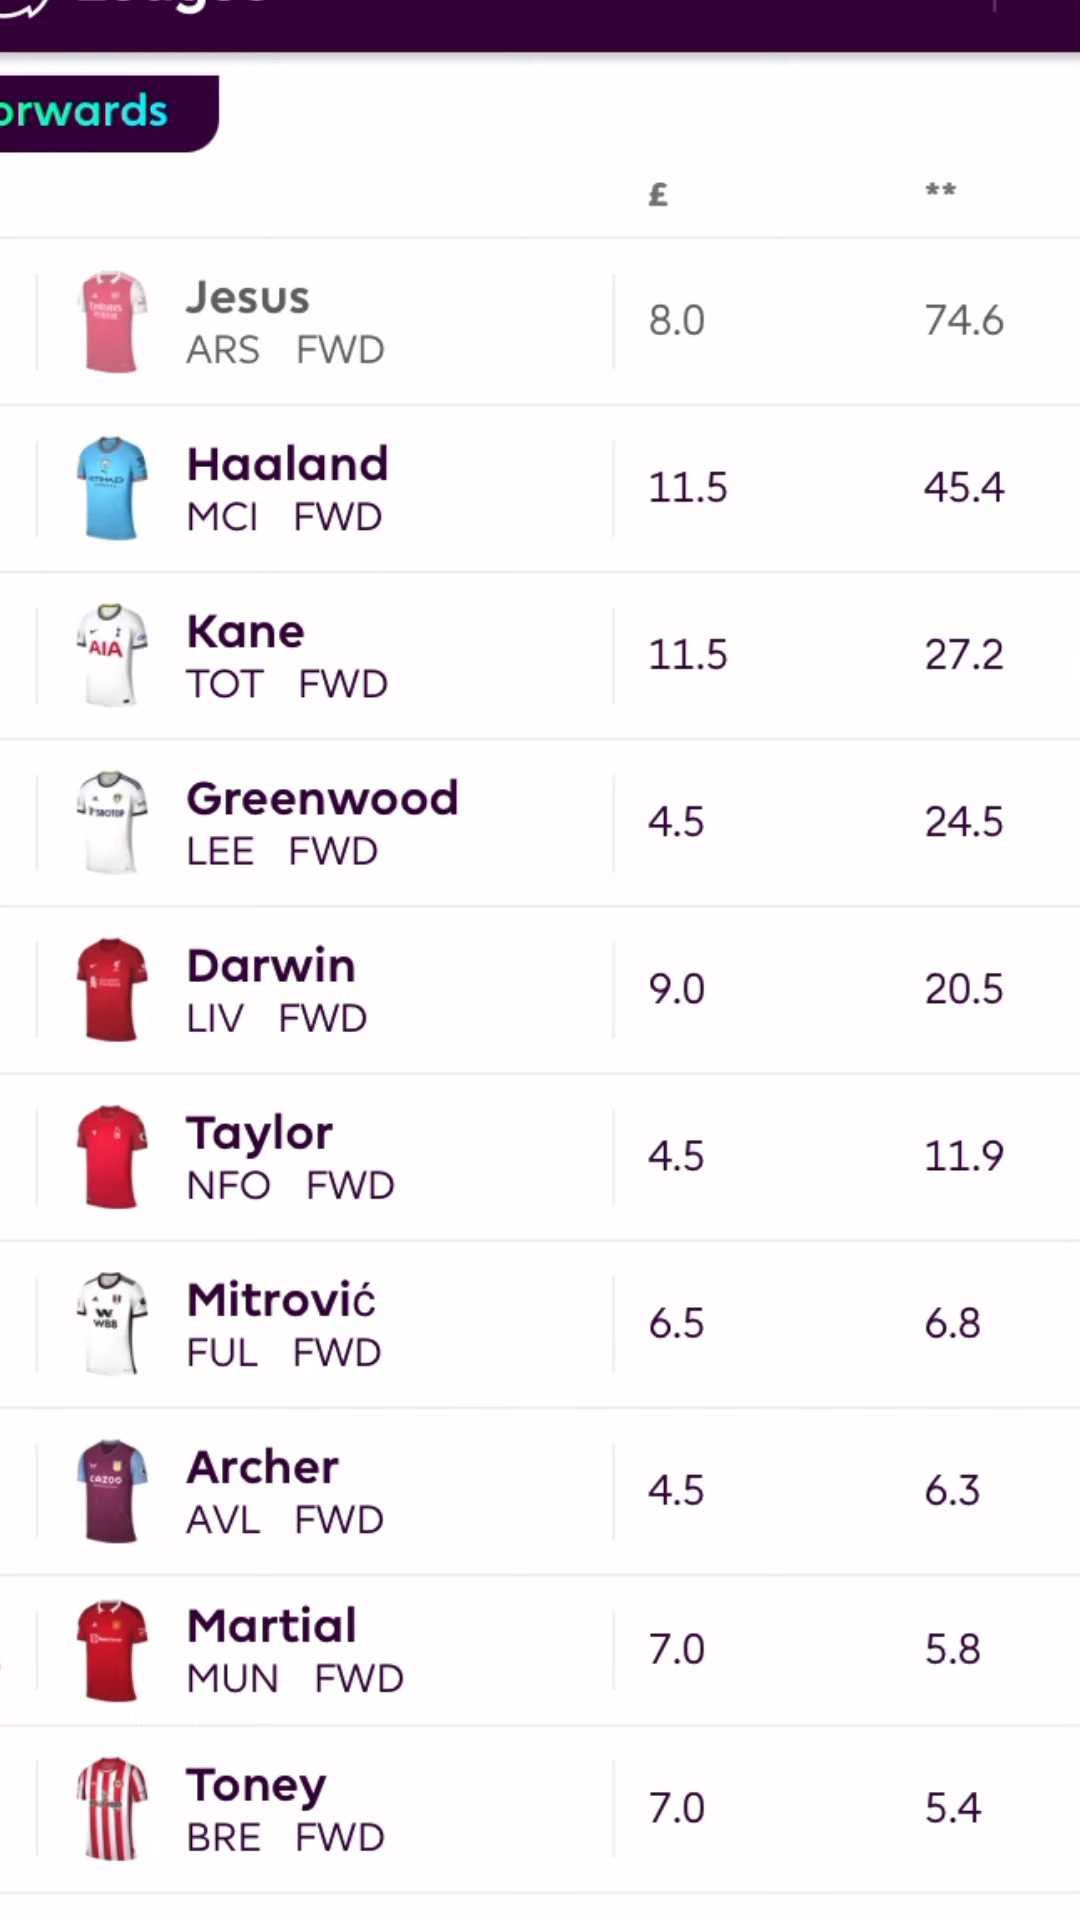 orwards
£ **
Jesus
ARS FWD
8.0 74.6
Haaland
MCI FWD
11.5 45.4
Kane
TOT FWD
11.5 27.2
AIA
Greenwood
LEE FWD
4.5 24.5
Darwin
LIV FWD
9.0 20.5
Taylor
NFO FWD
4.5 11.9
Mitrović
FUL FWD
6.5 6.8
W88
Archer
AVL FWD
4.5 6.3
CAZOO
Martial
MUN FWD
7.0 5.8
Toney
BRE FWD
7.0 5.4